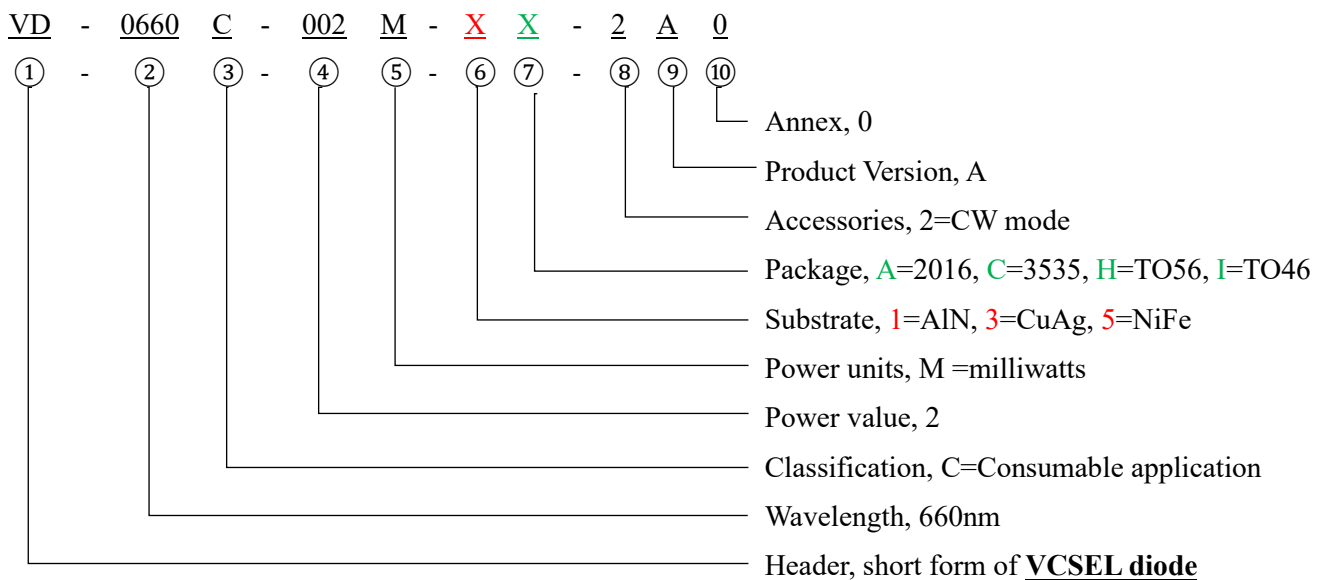 VD - 0660 C - 002 M - X X - 2 A 0
① - ② ③ - ④ ⑤ - ⑥ ⑦ - ⑧ ⑨ ⑩
Annex, 0
Product Version, A
Accessories, 2=CW mode
Package, A=2016, C=3535, H=TO56, I=TO46
Substrate, 1=AlN, 3=CuAg, 5=NiFe
Power units, M =milliwatts
Power value, 2
Classification, C=Consumable application
Wavelength, 660nm
Header, short form of VCSEL diode